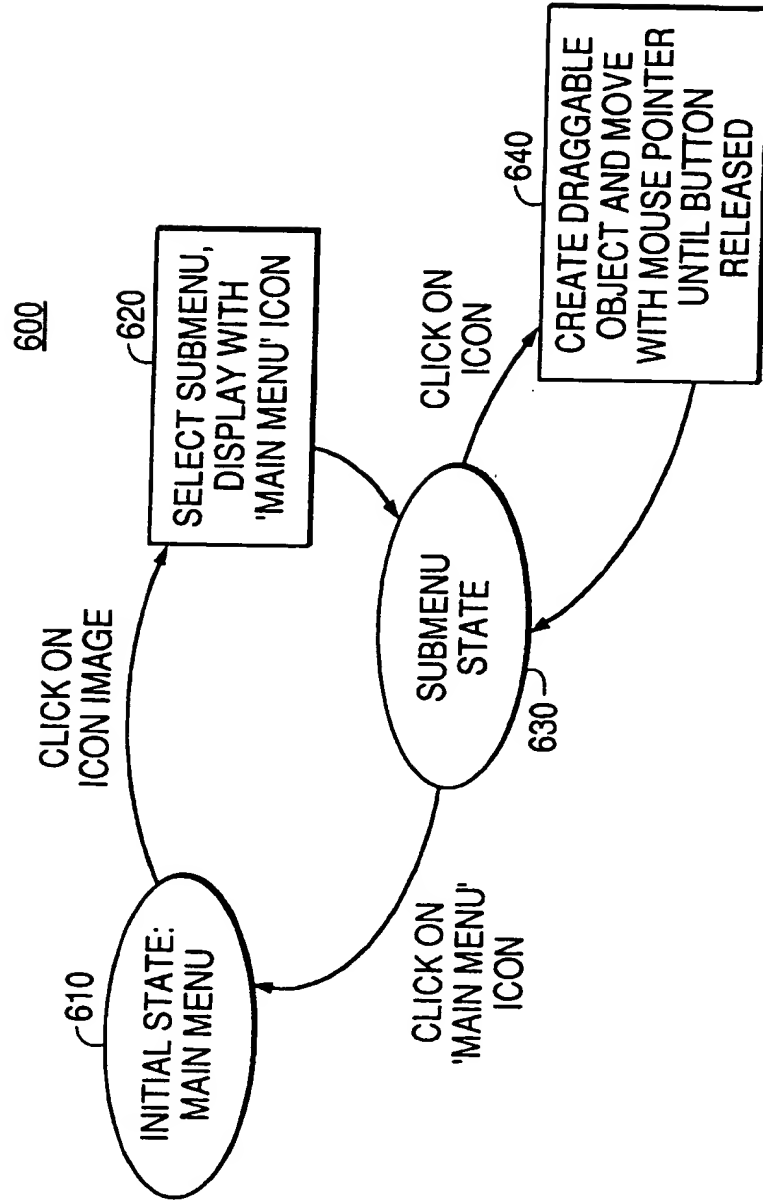 600
610
INITIAL STATE:
MAIN MENU
CLICK ON
ICON IMAGE
620
SELECT SUBMENU,
DISPLAY WITH
'MAIN MENU' ICON
CLICK ON
'MAIN MENU'
ICON
SUBMENU
STATE
630
CLICK ON
ICON
640
CREATE DRAGGABLE
OBJECT AND MOVE
WITH MOUSE POINTER
UNTIL BUTTON
RELEASED